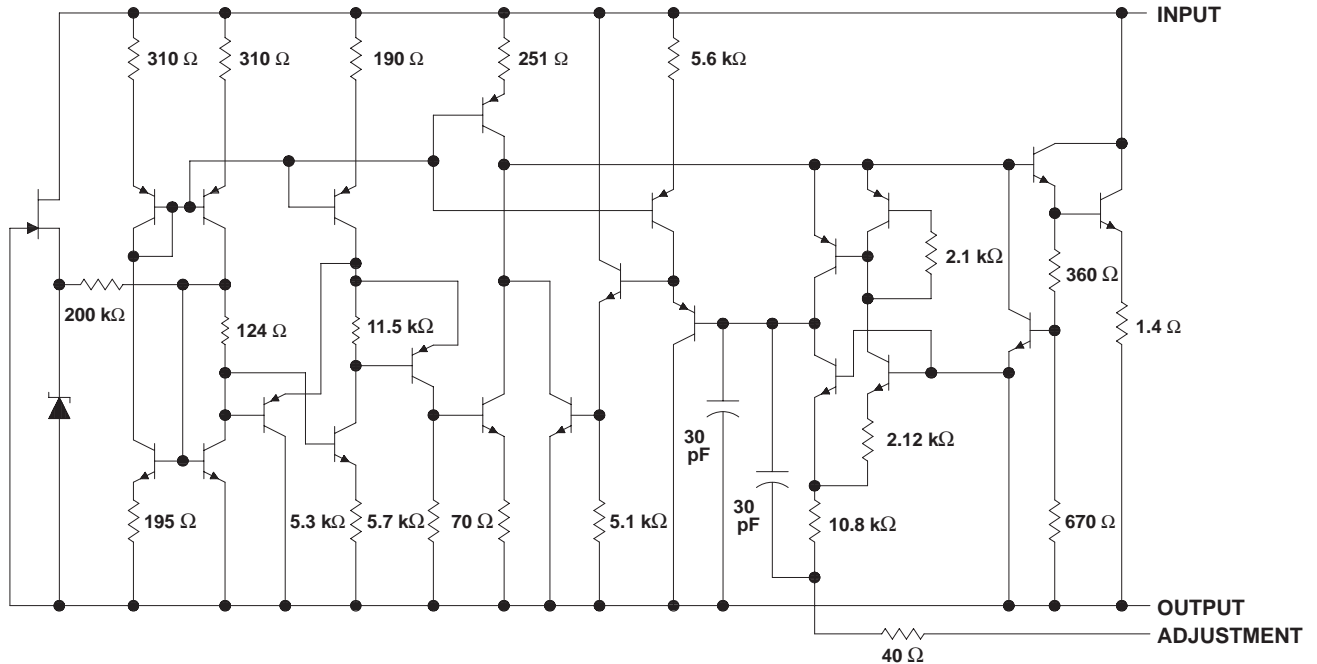 INPUT
310 Ω
310 Ω
190 Ω
251 Ω
5.6 kΩ
2.1 kΩ
360 Ω
200 kΩ
124 Ω
11.5 kΩ
1.4 Ω
30
pF
2.12 kΩ
30
pF
195 Ω
5.3 kΩ
5.7 kΩ
70 Ω
5.1 kΩ
10.8 kΩ
670 Ω
OUTPUT
ADJUSTMENT
40 Ω